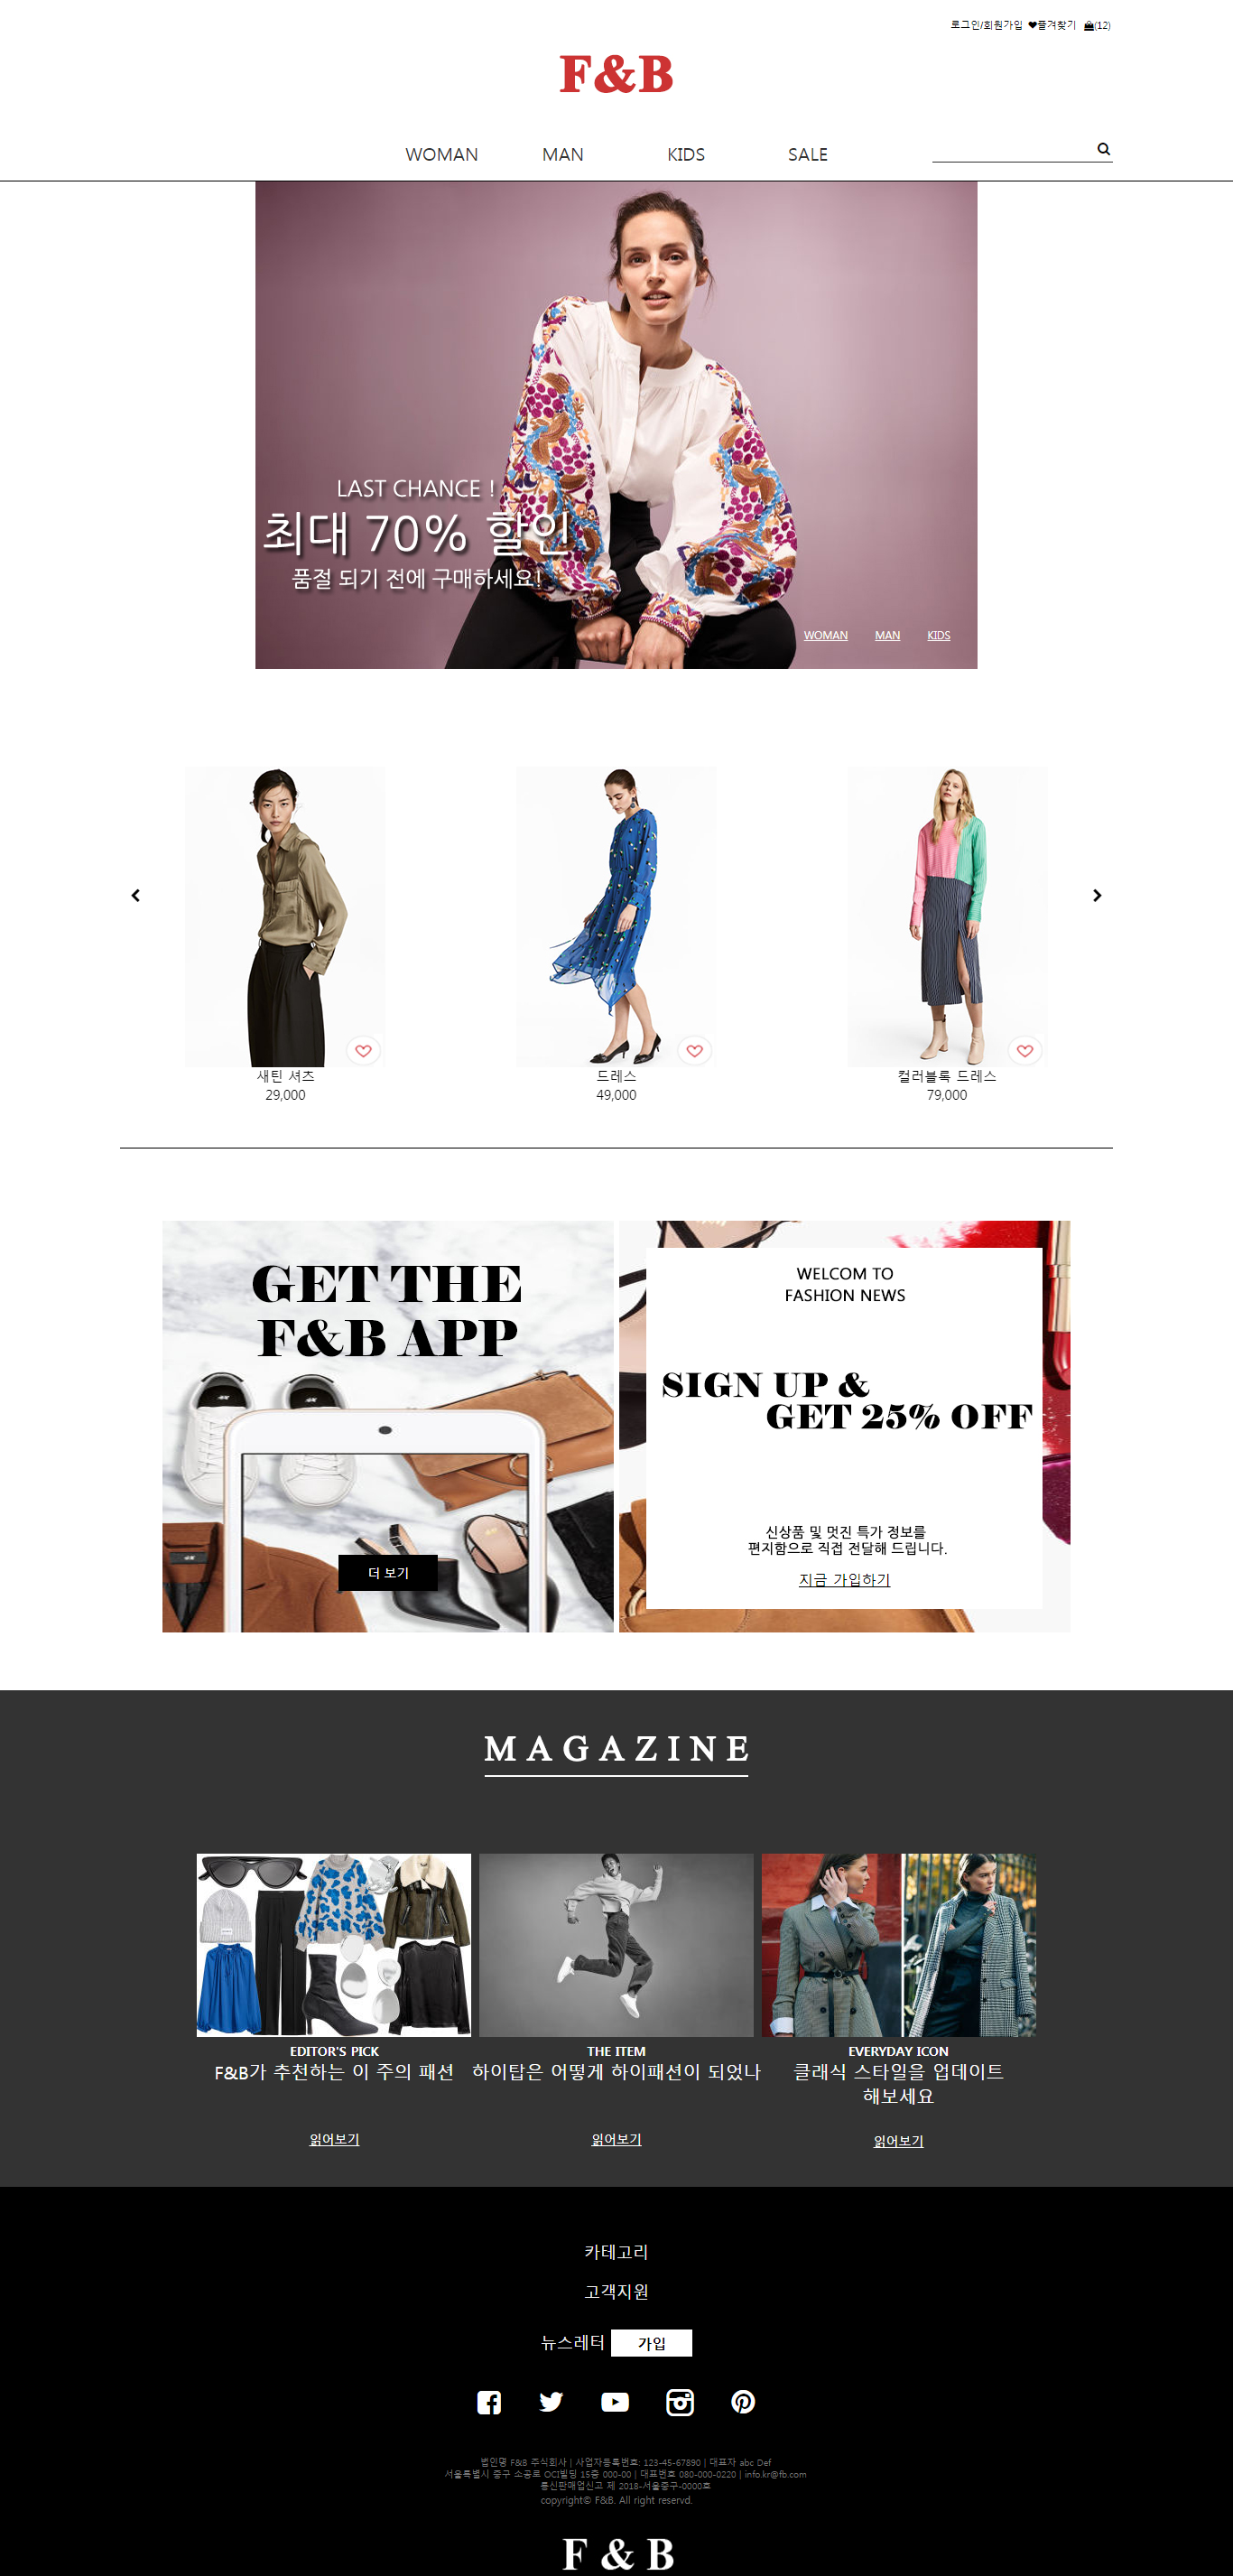 로그인/회원가입 ❤즐겨찾기 (12)
F&B
WOMAN MAN KIDS SALE
LAST CHANCE !
최대 70% 할인
품절 되기 전에 구매하세요!
WOMAN MAN KIDS
새틴 셔츠
29,000
드레스
49,000
컬러블록 드레스
79,000
GET THE
F&B APP
더 보기
WELCOM TO
FASHION NEWS
SIGN UP &
GET 25% OFF
신상품 및 멋진 특가 정보를
편지함으로 직접 전달해 드립니다.
지금 가입하기
MAGAZINE
EDITOR'S PICK
F&B가 추천하는 이 주의 패션
읽어보기
THE ITEM
하이탑은 어떻게 하이패션이 되었나
읽어보기
EVERYDAY ICON
클래식 스타일을 업데이트
해보세요
읽어보기
카테고리
고객지원
뉴스레터 가입
법인명 F&B 주식회사 | 사업자등록번호: 123-45-67890 | 대표자 abc Def
서울특별시 중구 소공로 OCI빌딩 15층 000-00 | 대표번호 080-000-0220 | info.kr@fb.com
통신판매업신고 제 2018-서울중구-0000호
copyright© F&B. All right reservd.
F & B